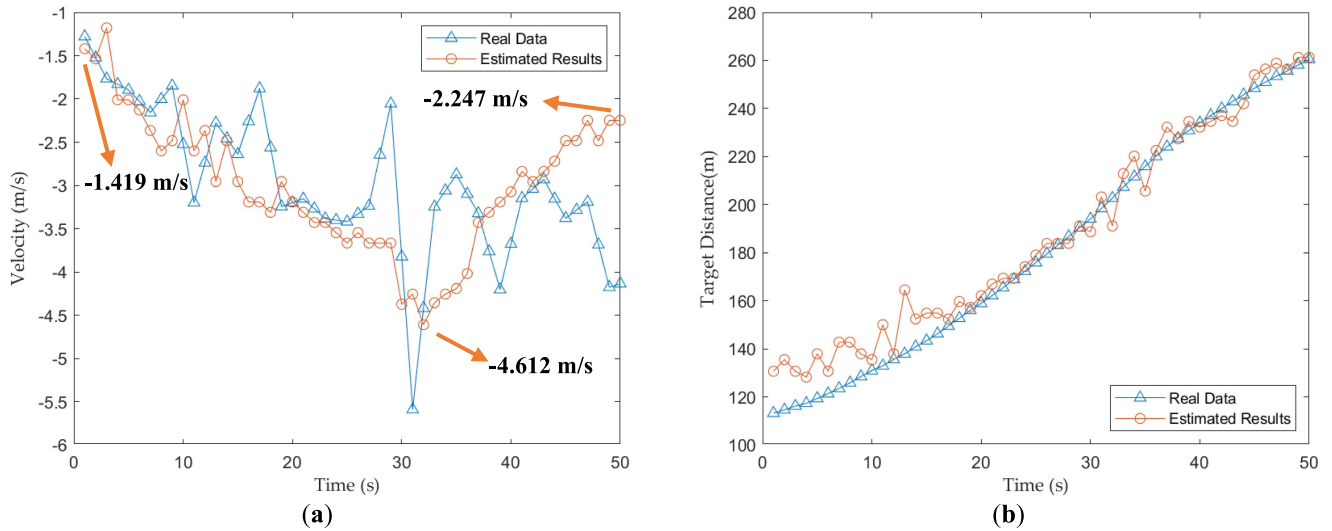 -1
-1.5
-2
-2.5
-3
-3.5
-4
-4.5
-5
-5.5
-6
Velocity (m/s)
Real Data
Estimated Results
-1.419 m/s
-2.247 m/s
-4.612 m/s
0
10
20
30
40
50
Time (s)
(a)
280
260
240
220
200
180
160
140
120
100
Target Distance(m)
Real Data
Estimated Results
0
10
20
30
40
50
Time (s)
(b)